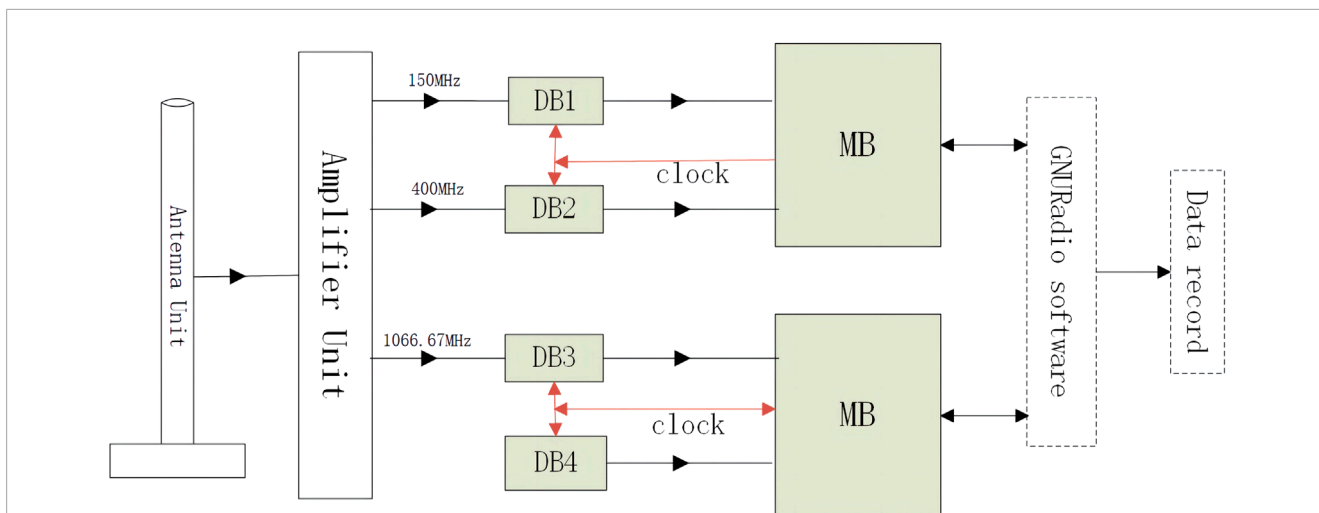 Antenna Unit
Amplifier Unit
150MHz
DB1
clock
400MHz
DB2
MB
1066.67MHz
DB3
clock
DB4
MB
GNURadio software
Data record